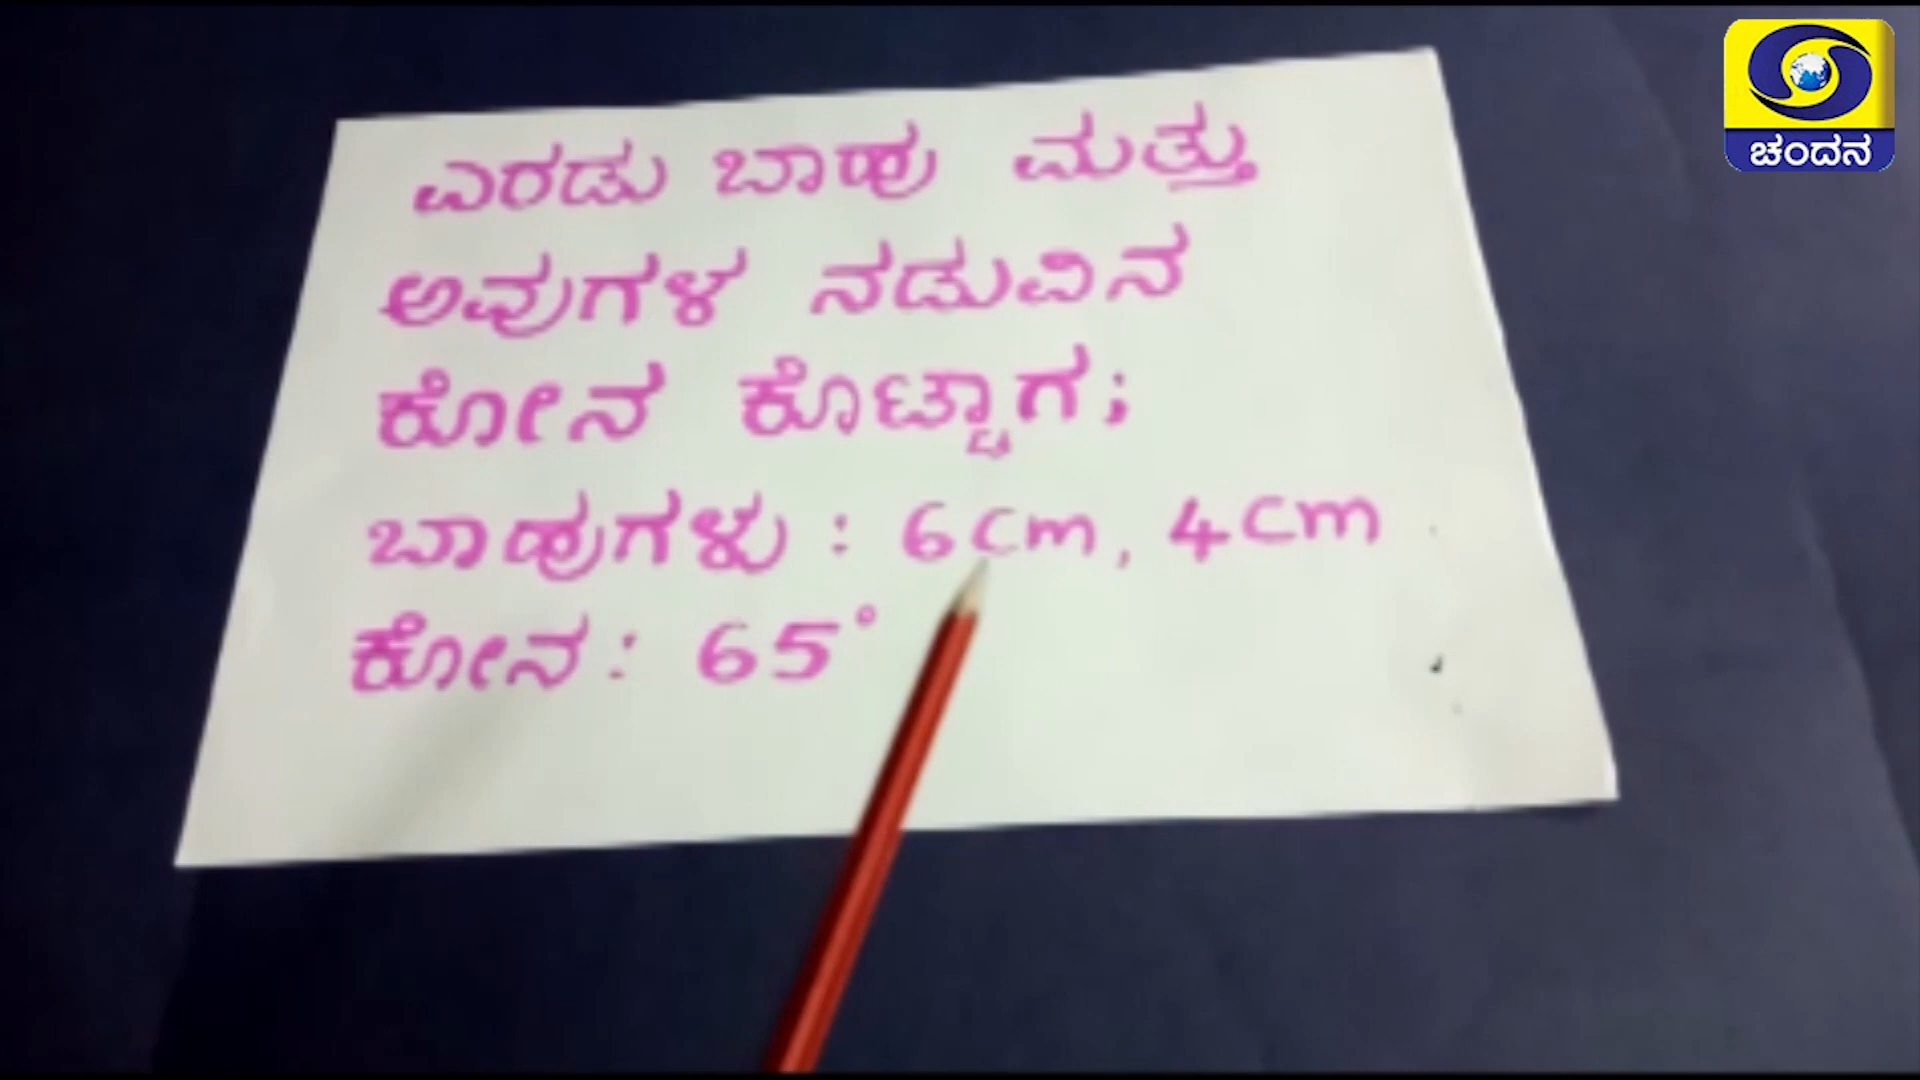 ಚಂದನ
ಎರಡು ಬಾಹು ಮತ್ತು
ಅವುಗಳ ನಡುವಿನ
ಕೋನ ಕೊಟ್ಟಾಗ;
ಬಾಹುಗಳು : 6cm, 4cm
ಕೋನ: 65°